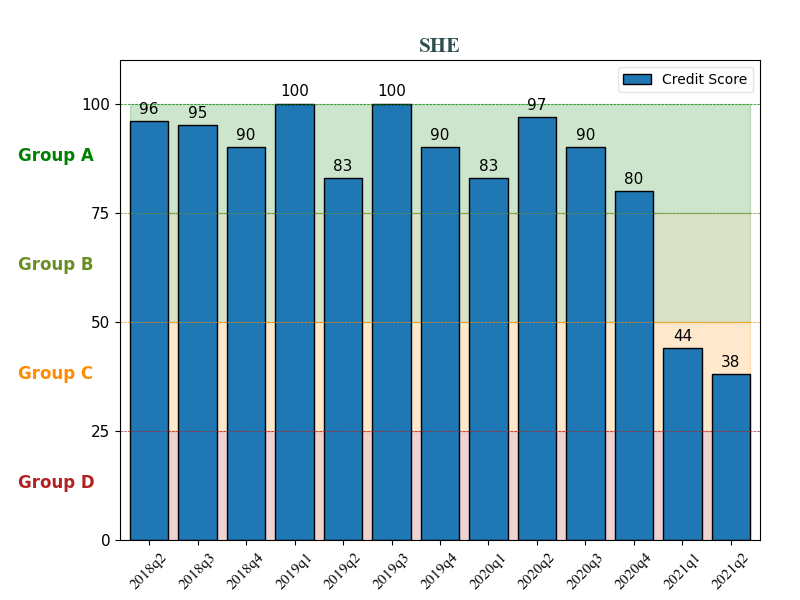 SHE
Credit Score
100
75
50
25
0
Group A
Group B
Group C
Group D
96
95
90
100
83
100
90
83
97
90
80
44
38
2018q2
2018q3
2018q4
2019q1
2019q2
2019q3
2019q4
2020q1
2020q2
2020q3
2020q4
2021q1
2021q2